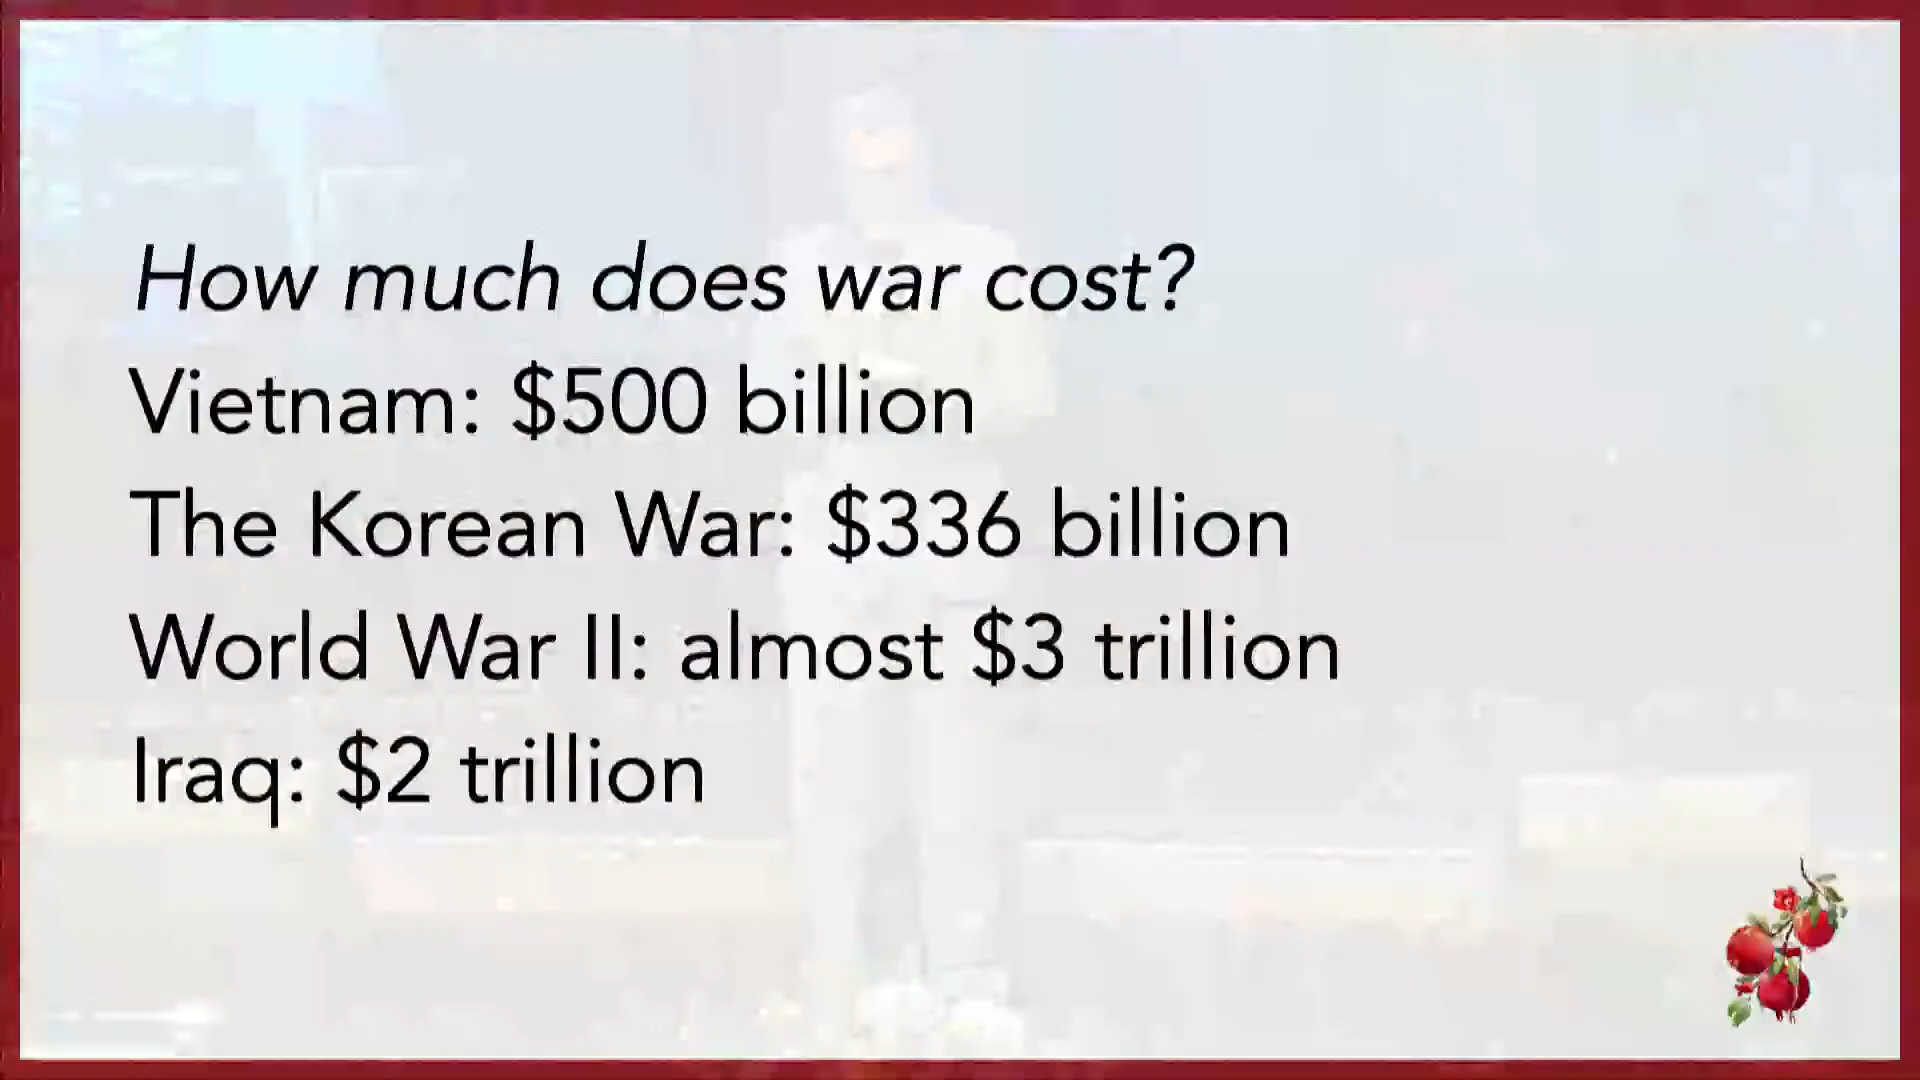 How much does war cost?
Vietnam: $500 billion
The Korean War: $336 billion
World War II: almost $3 trillion
Iraq: $2 trillion